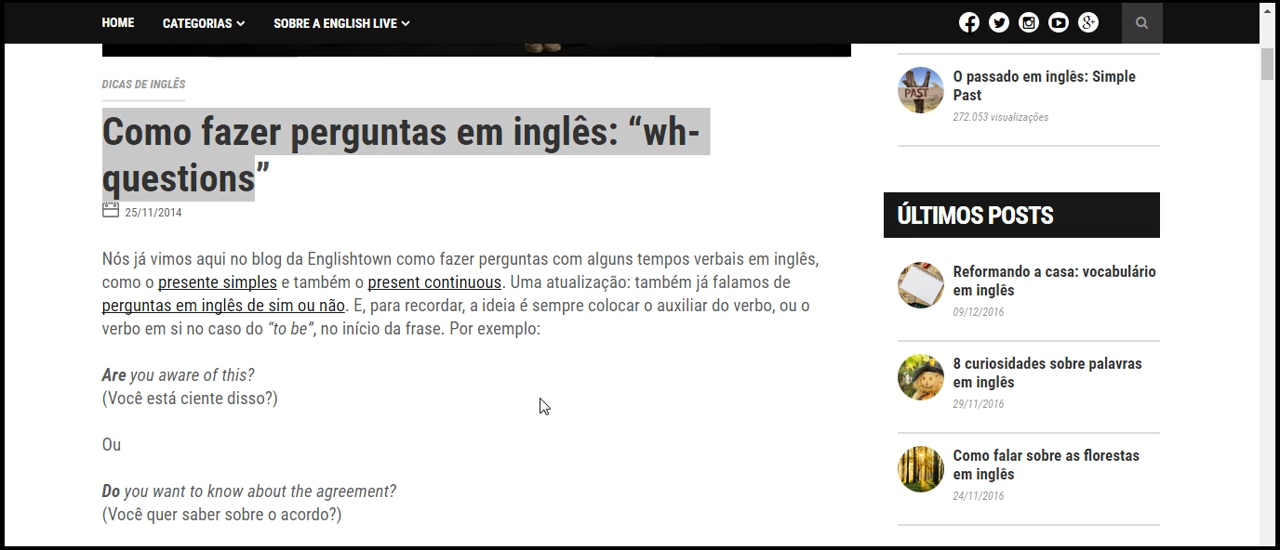 HOME CATEGORIAS SOBRE A ENGLISH LIVE
DICAS DE INGLÊS
Como fazer perguntas em inglês: “wh-
questions”
25/11/2014
Nós já vimos aqui no blog da Englishtown como fazer perguntas com alguns tempos verbais em inglês,
como o presente simples e também o present continuous. Uma atualização: também já falamos de
perguntas em inglês de sim ou não. E, para recordar, a ideia é sempre colocar o auxiliar do verbo, ou o
verbo em si no caso do “to be”, no início da frase. Por exemplo:
Are you aware of this?
(Você está ciente disso?)
Ou
Do you want to know about the agreement?
(Você quer saber sobre o acordo?)
PAST
O passado em inglês: Simple
Past
272.053 visualizações
ÚLTIMOS POSTS
Reformando a casa: vocabulário
em inglês
09/12/2016
8 curiosidades sobre palavras
em inglês
29/11/2016
Como falar sobre as florestas
em inglês
24/11/2016